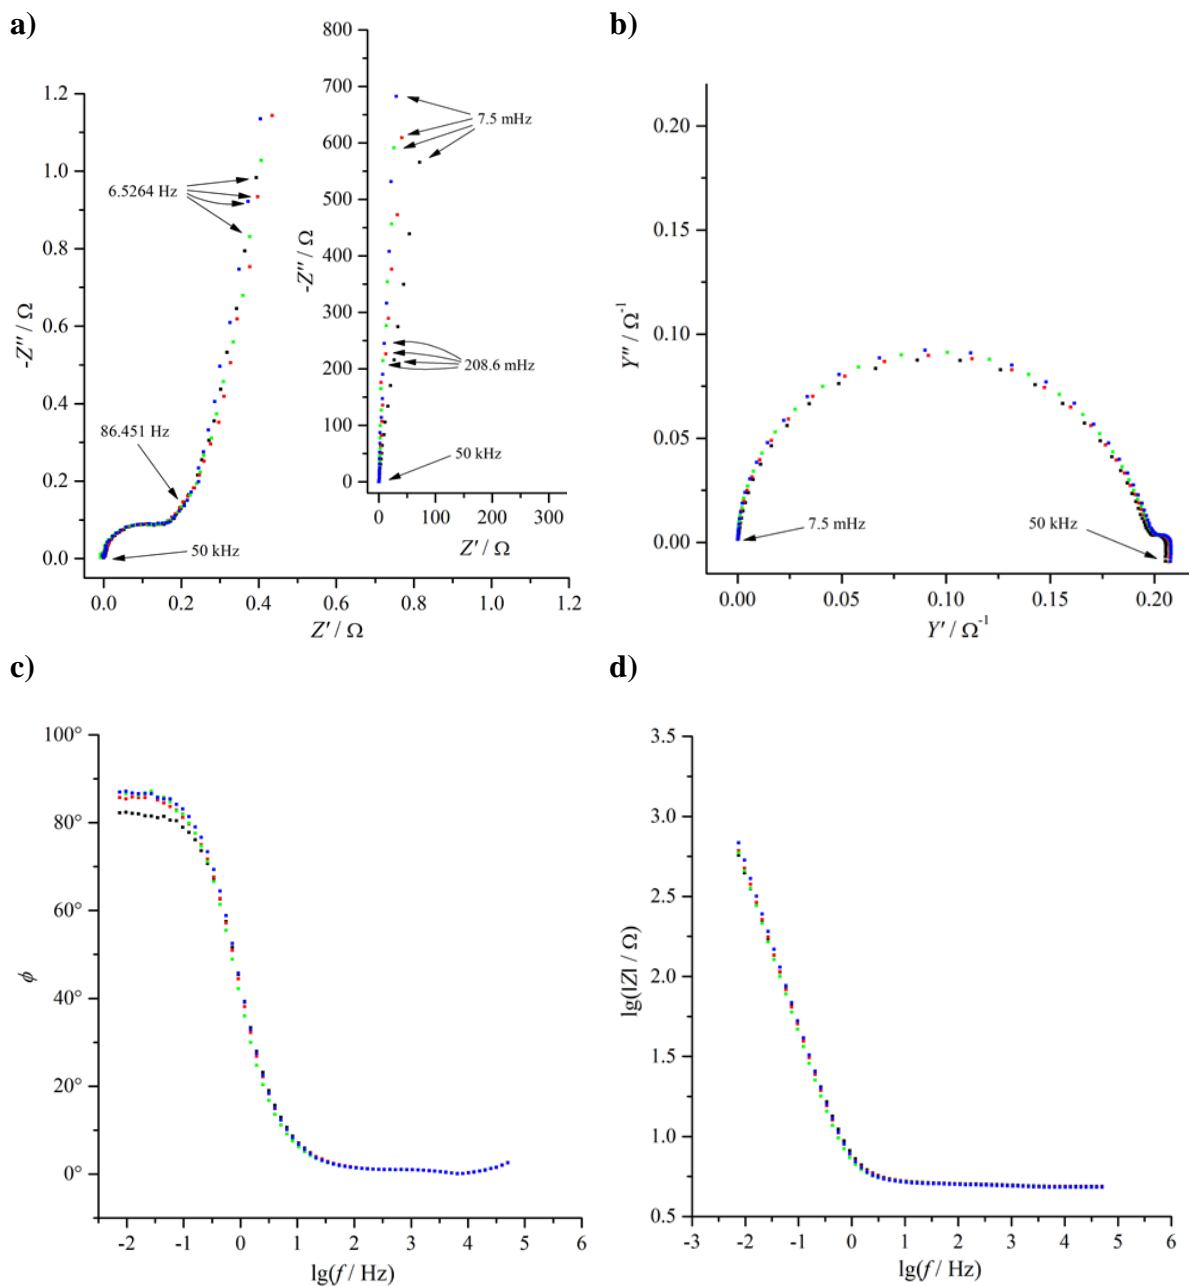 a)
1.2
1.0
0.8
0.6
0.4
0.2
0.0
-Z'' / Ω
6.5264 Hz
86.451 Hz
50 kHz
0.0 0.2 0.4 0.6 0.8 1.0 1.2
Z' / Ω
800
700
600
500
400
300
200
100
0
-Z'' / Ω
7.5 mHz
208.6 mHz
50 kHz
0 100 200 300
Z' / Ω
b)
0.20
0.15
0.10
0.05
0.00
Y'' / Ω⁻¹
7.5 mHz
50 kHz
0.00 0.05 0.10 0.15 0.20
Y' / Ω⁻¹
c)
100°
80°
60°
40°
20°
0°
ϕ
-2 -1 0 1 2 3 4 5 6
lg(f / Hz)
d)
3.5
3.0
2.5
2.0
1.5
1.0
0.5
lg(|Z| / Ω)
-3 -2 -1 0 1 2 3 4 5 6
lg(f / Hz)